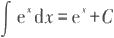 ∫ eˣ dx = eˣ + C